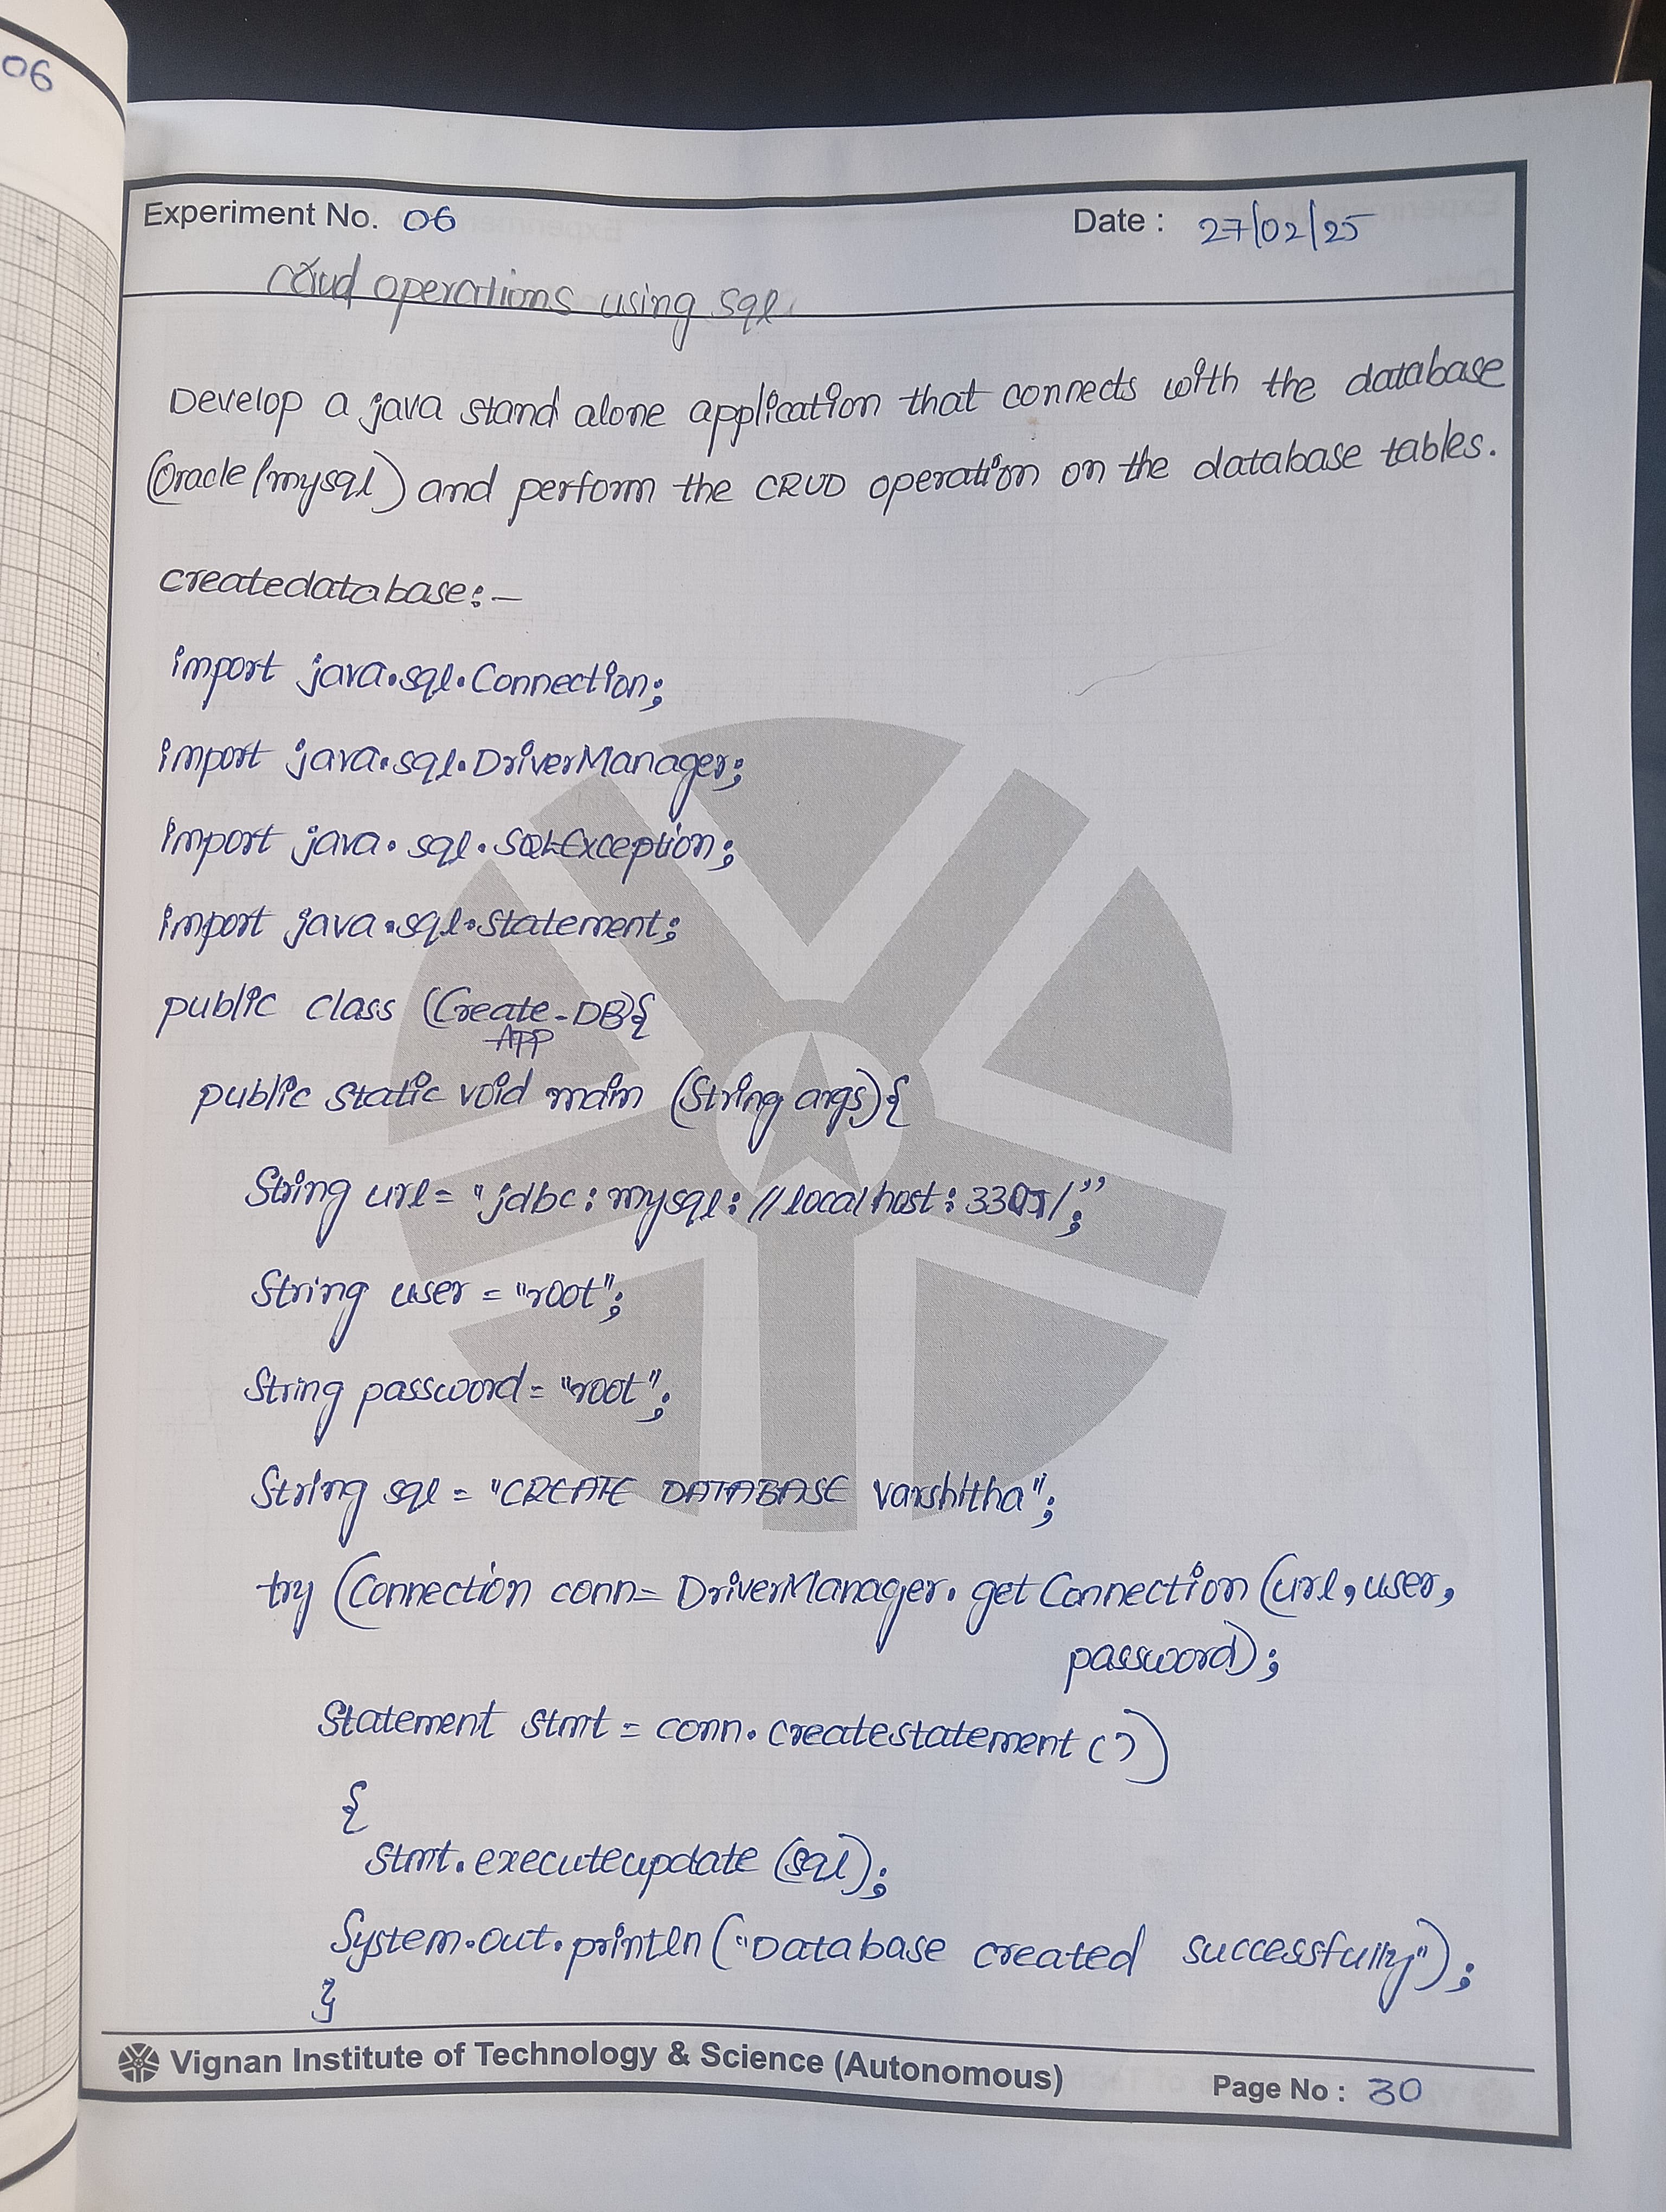 06
Experiment No. 06
Date : 27/02/25
crud operations using sql
Develop a java stand alone application that connects with the database
(Oracle/mysql) and perform the CRUD operation on the database tables.
createdatabase:-
import java.sql.Connection;
import java.sql.DriverManager;
import java.sql.SQLException;
import java.sql.Statement;
public class (Create-DB{
APP
public static void main (String args){
String url= "jdbc:mysql://localhost:
String user = "root";
String password= "root";
String sql = "CREATE DATABASE varshitha";
try (Connection conn= DriverManager.getConnection (url,user,
password);
Statement stmt = conn.createstatement())
{
stmt.executeupdate (sql);
System.out.println("Database created successfully");
}
Vignan Institute of Technology & Science (Autonomous)
Page No : 30